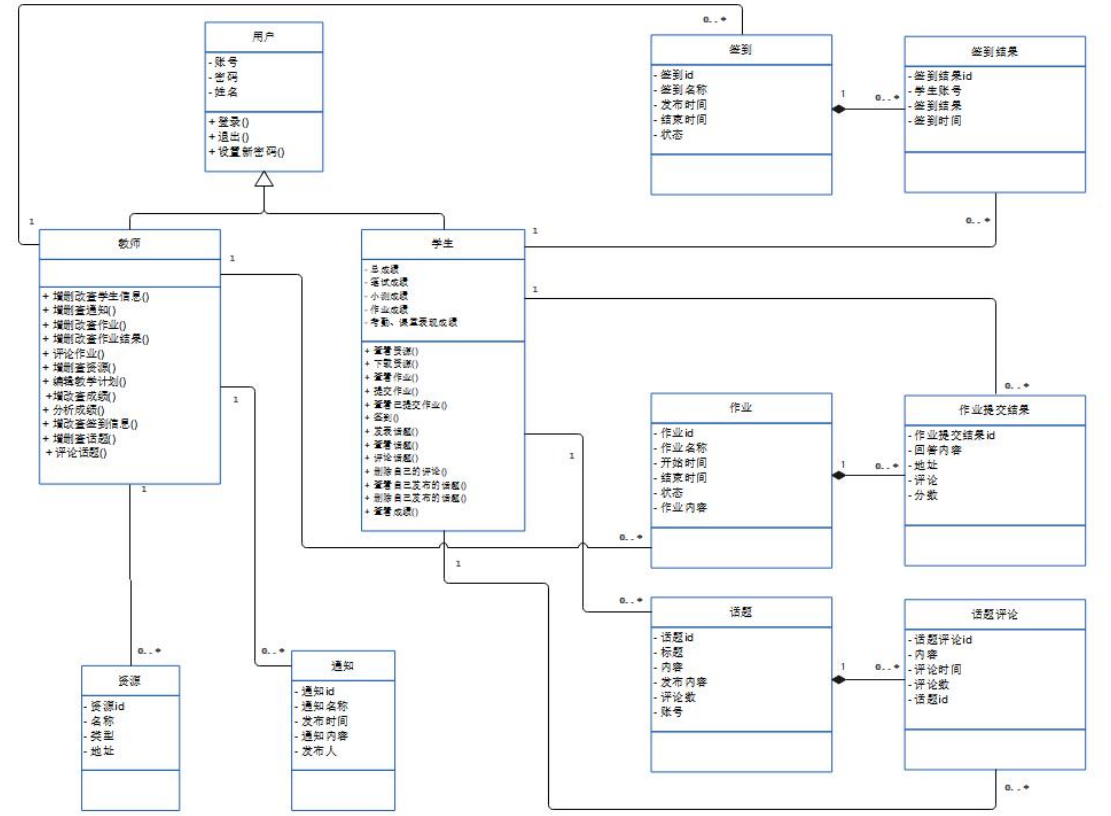 用户
- 账号
- 密码
- 姓名
+ 登录()
+ 退出()
+ 设置新密码()
0..*
签到
- 签到id
- 签到名称
- 发布时间
- 结束时间
- 状态
1
0..*
签到结果
- 签到结果id
- 学生账号
- 签到结果
- 签到时间
0..*
1
教师
+ 增删改查学生信息()
+ 增删查通知()
+ 增删改查作业()
+ 增删改查作业结果()
+ 评论作业()
+ 增删查资源()
+ 编辑教学计划()
+增改查成绩()
+ 分析成绩()
+ 增改查签到信息()
+ 增删查话题()
+ 评论话题()
1
1
1
学生
- 总成绩
- 笔试成绩
- 小测成绩
- 作业成绩
- 考勤、课堂表现成绩
+ 查看资源()
+ 下载资源()
+ 查看作业()
+ 提交作业()
+ 查看已提交作业()
+ 签到()
+ 发表话题()
+ 查看话题()
+ 评论话题()
+ 删除自己的评论()
+ 查看自己发布的话题()
+ 删除自己发布的话题()
+ 查看成绩()
1
1
1
1
0..*
作业
- 作业id
- 作业名称
- 开始时间
- 结束时间
- 状态
- 作业内容
1
0..*
0..*
作业提交结果
- 作业提交结果id
- 回答内容
- 地址
- 评论
- 分数
0..*
话题
- 话题id
- 标题
- 内容
- 发布内容
- 评论数
- 账号
1
0..*
话题评论
- 话题评论id
- 内容
- 评论时间
- 评论数
- 话题id
0..*
0..*
资源
- 资源id
- 名称
- 类型
- 地址
0..*
通知
- 通知id
- 通知名称
- 发布时间
- 通知内容
- 发布人